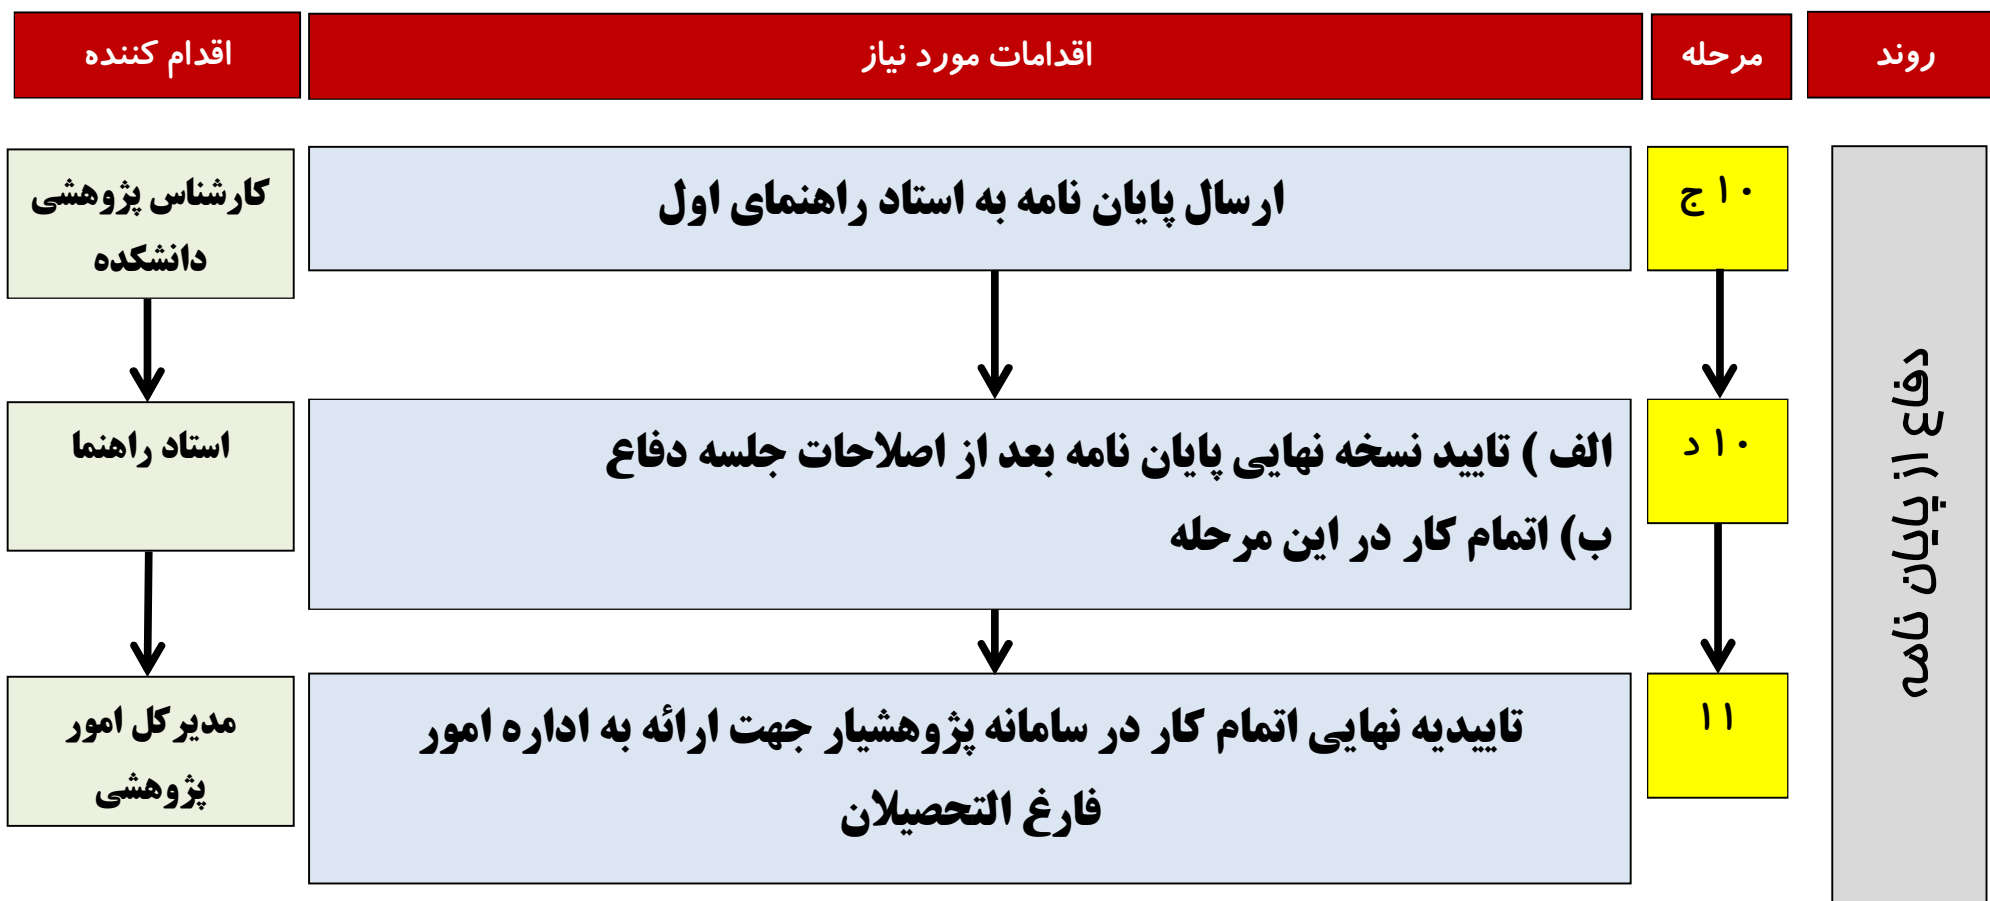 روند
مرحله
اقدامات مورد نیاز
اقدام کننده
دفاع از پایان نامه
۱۰ ج
ارسال پایان نامه به استاد راهنمای اول
کارشناس پژوهشی
دانشکده
۱۰ د
الف ) تایید نسخه نهایی پایان نامه بعد از اصلاحات جلسه دفاع
ب) اتمام کار در این مرحله
استاد راهنما
۱۱
تاییدیه نهایی اتمام کار در سامانه پژوهشیار جهت ارائه به اداره امور
فارغ التحصیلان
مدیرکل امور
پژوهشی